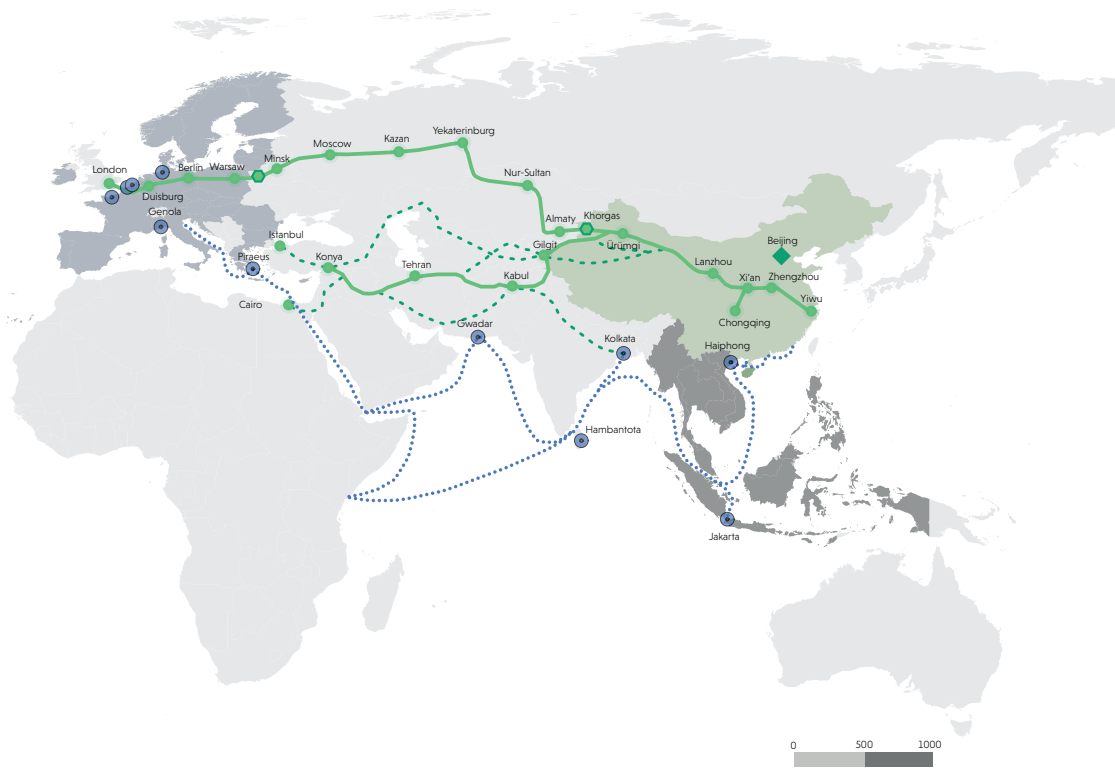 Yekaterinburg
Kazan
Moscow
Minsk
Berlin
Warsaw
London
Nur-Sultan
Duisburg
Genola
Almaty
Khorgas
Istanbul
Ürümqi
Gilgit
Beijing
Piraeus
Konya
Tehran
Lanzhou
Kabul
Xi'an
Zhengzhou
Yiwu
Cairo
Gwadar
Chongqing
Kolkata
Haiphong
Hambantota
Jakarta
0
500
1000